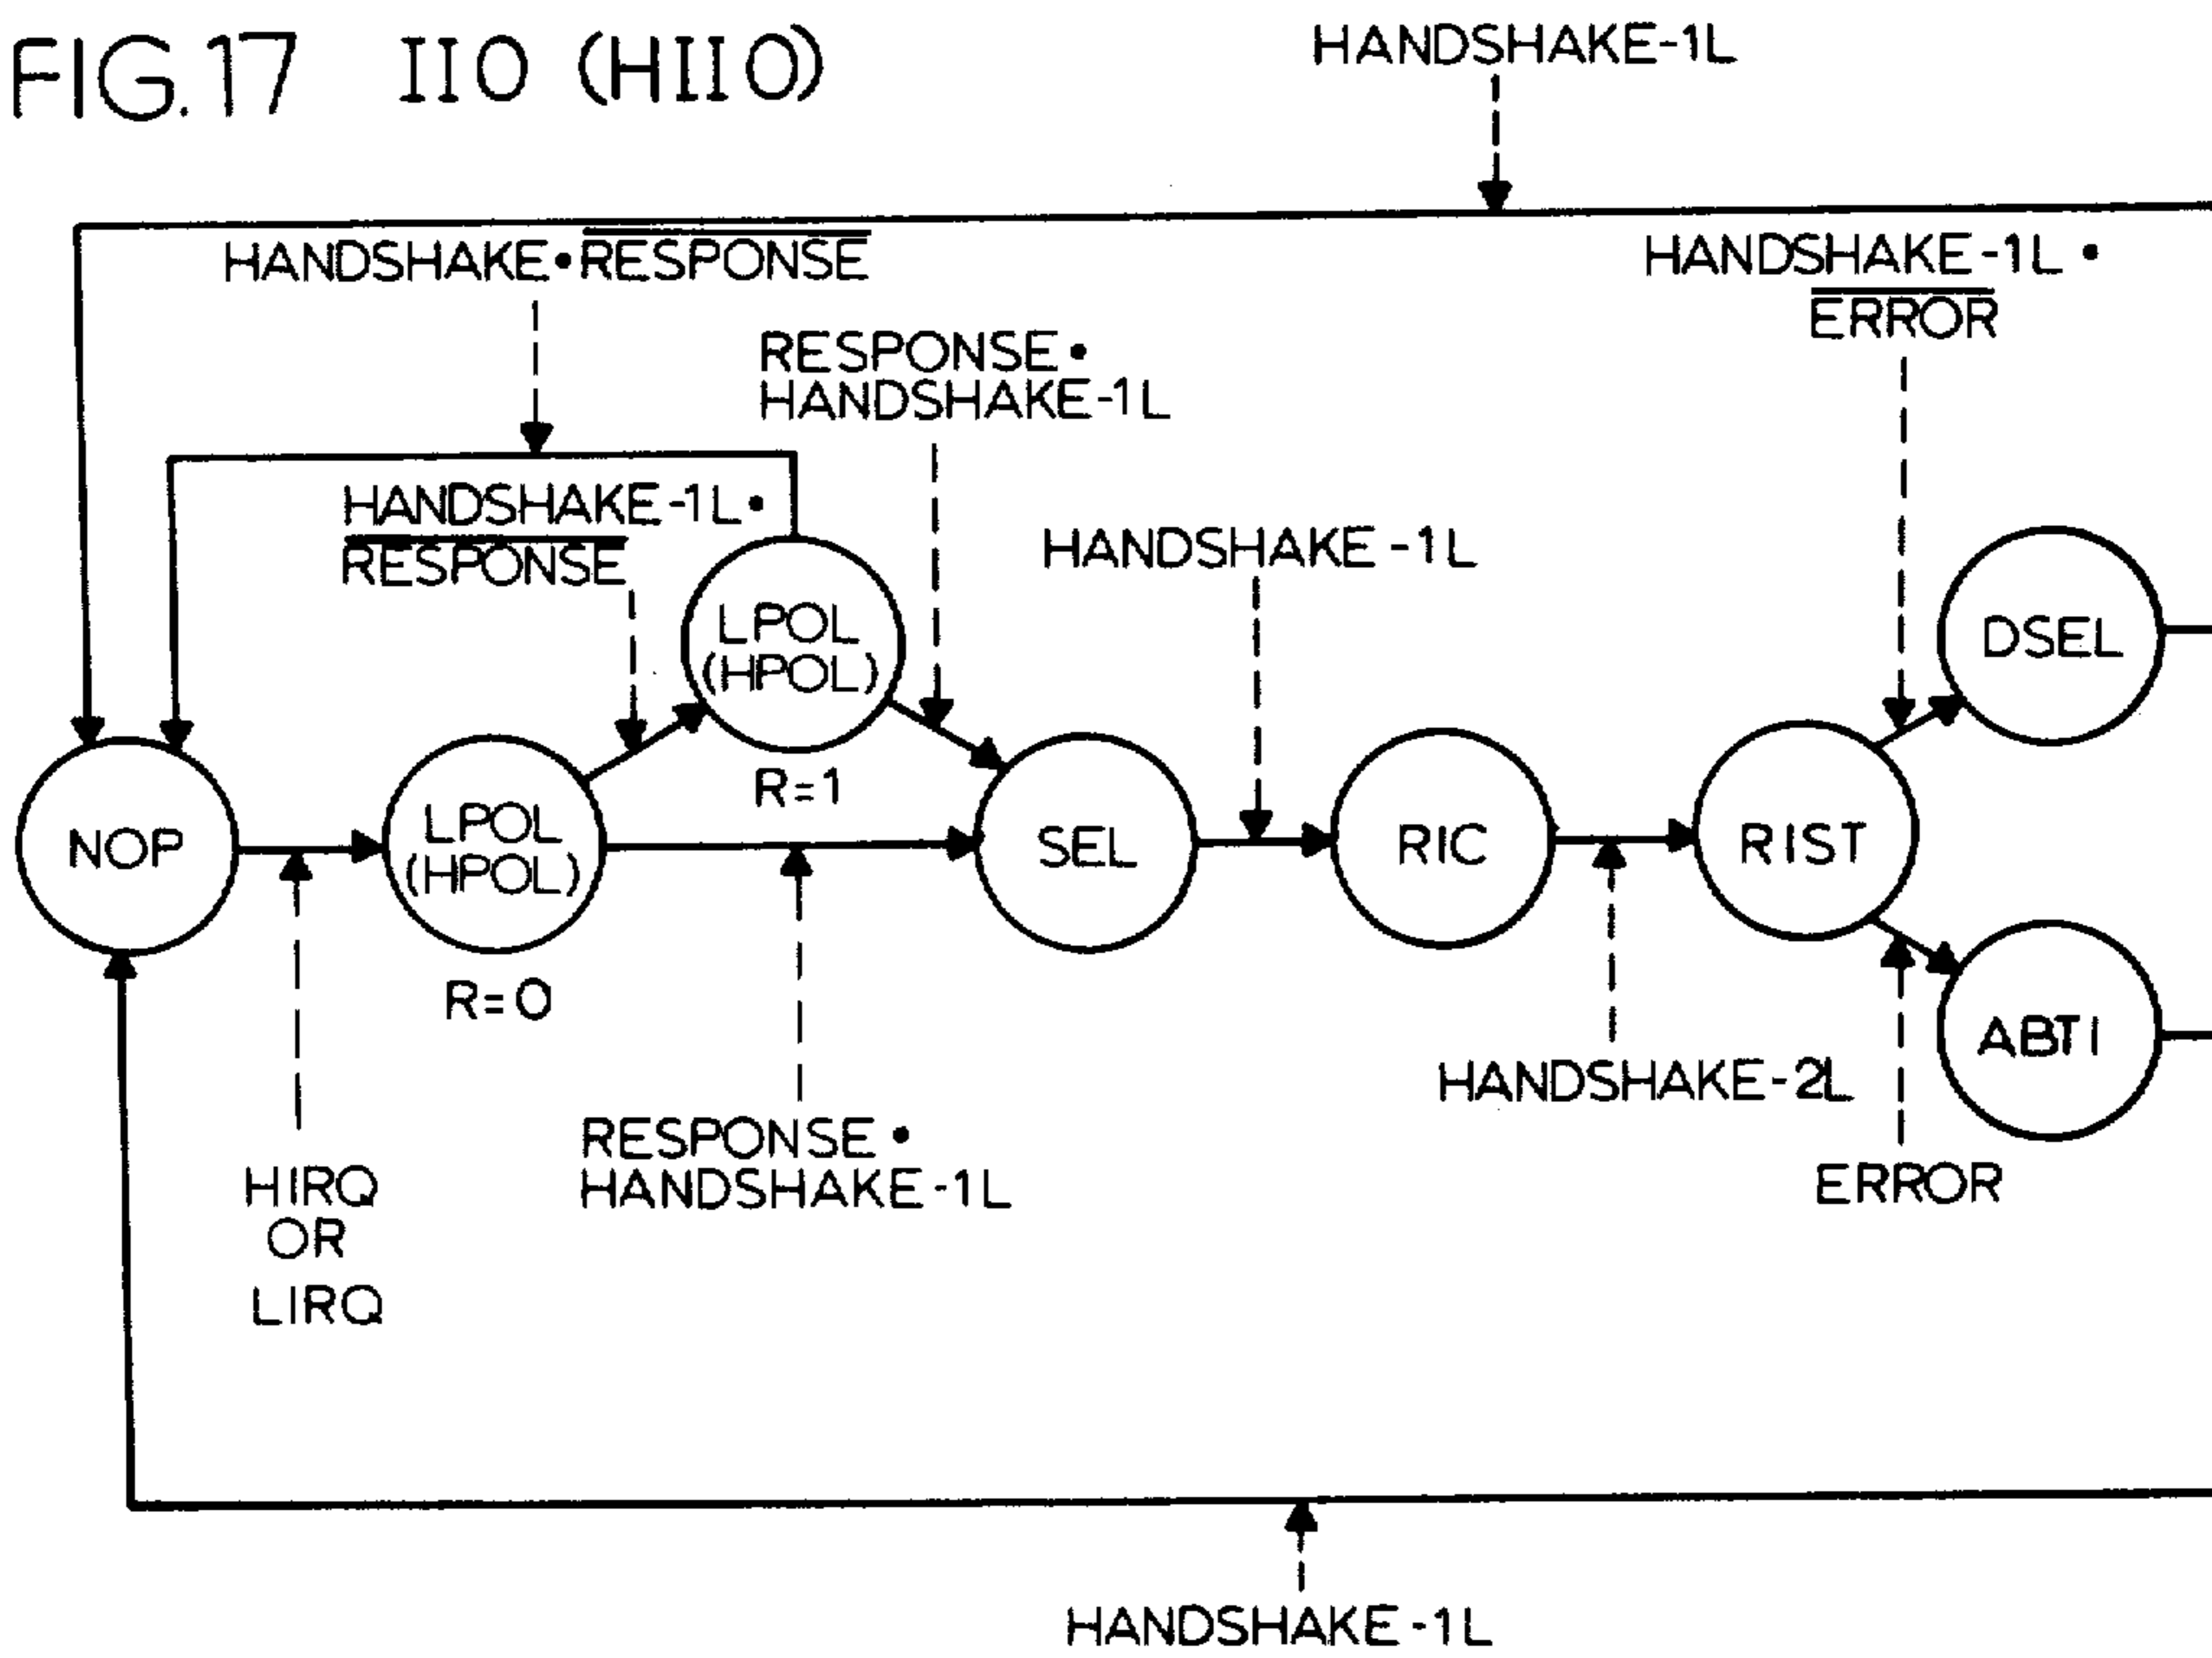 FIG.17 IIO (HIIO)
HANDSHAKE-1L
HANDSHAKE•RESPONSE
HANDSHAKE-1L •
ERROR
RESPONSE •
HANDSHAKE-1L
HANDSHAKE-1L •
RESPONSE
HANDSHAKE-1L
LPOL
(HPOL)
R=1
DSEL
NOP
LPOL
(HPOL)
R=0
SEL
RIC
RIST
ABTI
HANDSHAKE-2L
RESPONSE •
HANDSHAKE-1L
ERROR
HIRQ
OR
LIRQ
HANDSHAKE-1L